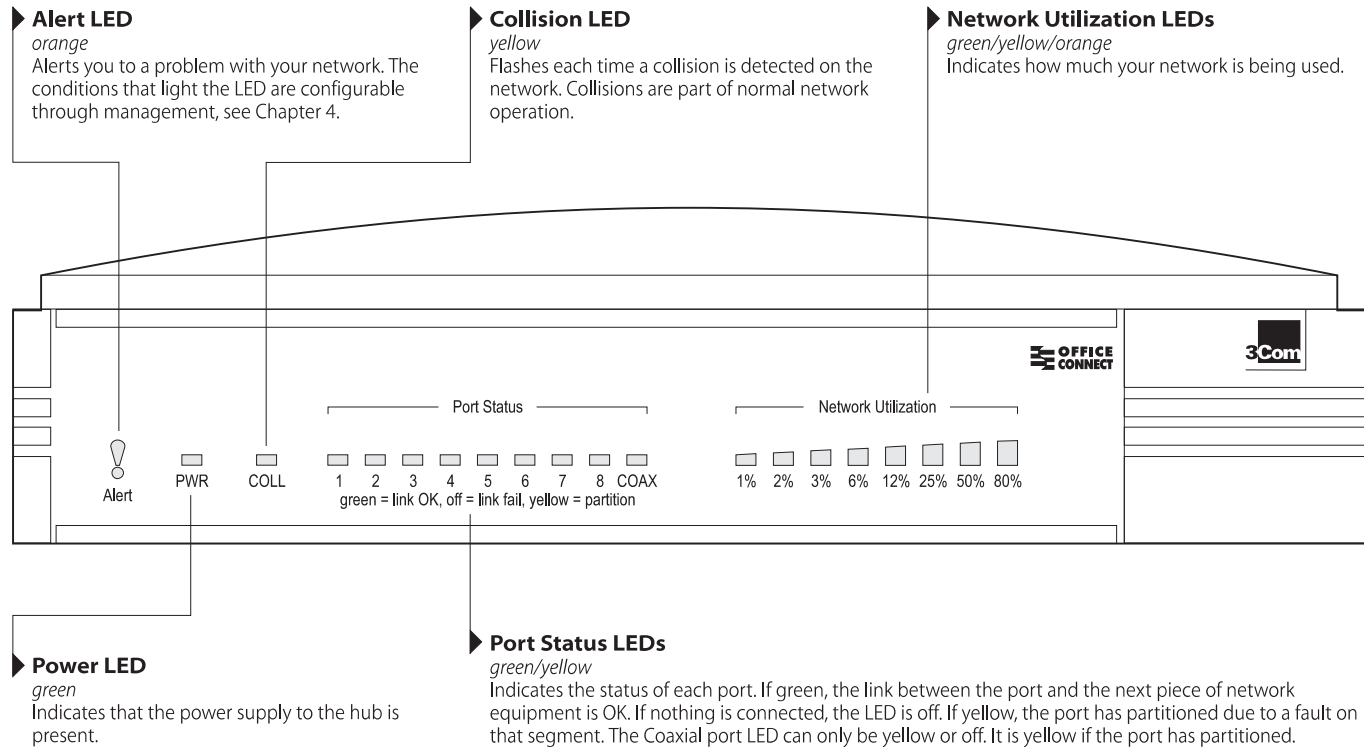 Alert LED
orange
Alerts you to a problem with your network. The
conditions that light the LED are configurable
through management, see Chapter 4.
Collision LED
yellow
Flashes each time a collision is detected on the
network. Collisions are part of normal network
operation.
Network Utilization LEDs
green/yellow/orange
Indicates how much your network is being used.
OFFICE
CONNECT
3Com
Port Status
Network Utilization
Alert
PWR
COLL
1 2 3 4 5 6 7 8 COAX
1% 2% 3% 6% 12% 25% 50% 80%
green = link OK, off = link fail, yellow = partition
Power LED
green
Indicates that the power supply to the hub is
present.
Port Status LEDs
green/yellow
Indicates the status of each port. If green, the link between the port and the next piece of network
equipment is OK. If nothing is connected, the LED is off. If yellow, the port has partitioned due to a fault on
that segment. The Coaxial port LED can only be yellow or off. It is yellow if the port has partitioned.